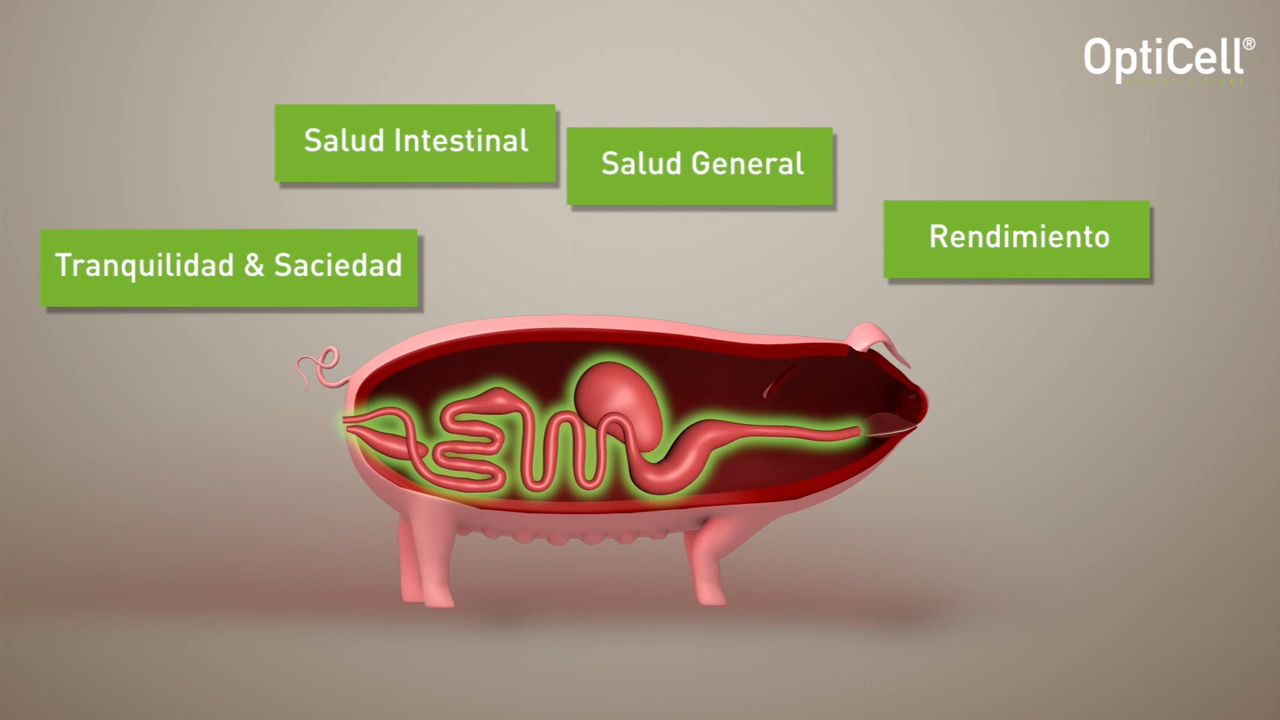 OptiCell®
Salud Intestinal
Salud General
Rendimiento
Tranquilidad & Saciedad